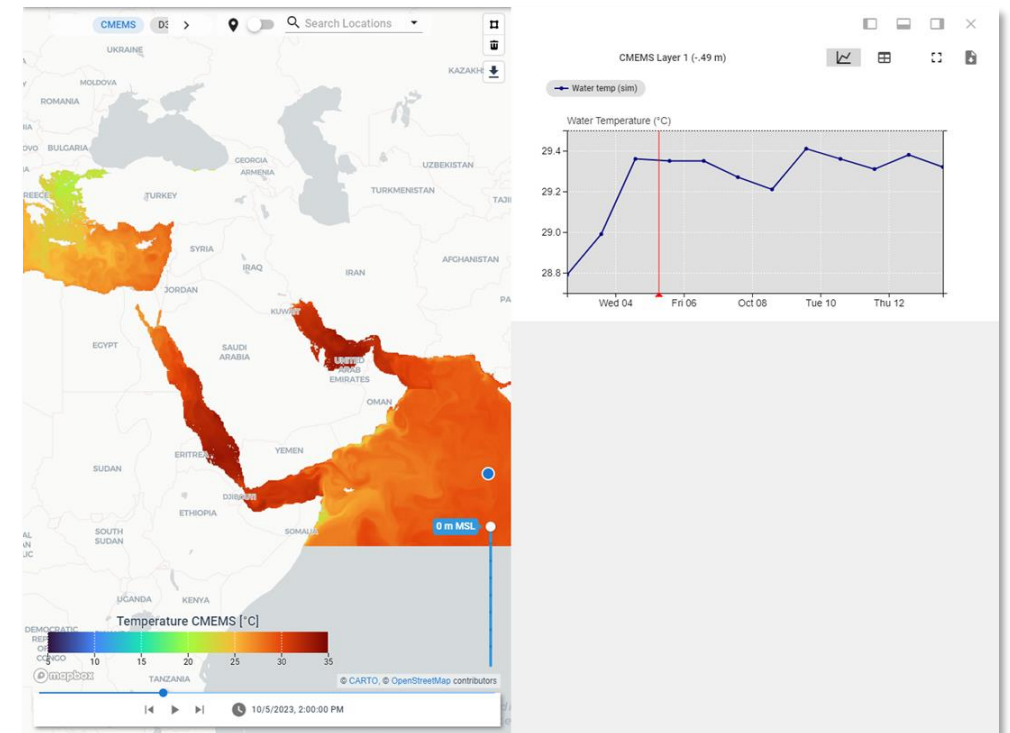 CMEMS
Search Locations
UKRAINE
KAZAKH
MOLDOVA
ROMANIA
BULGARIA
GEORGIA
ARMENIA
UZBEKISTAN
TURKMENISTAN
GREECE
TURKEY
SYRIA
AFGHANISTAN
IRAQ
IRAN
JORDAN
KUWAIT
EGYPT
SAUDI
ARABIA
UNITED
ARAB
EMIRATES
OMAN
ERITREA
YEMEN
SUDAN
DJIBOUTI
ETHIOPIA
0 m MSL
SOUTH
SUDAN
SOMALIA
UGANDA
KENYA
Temperature CMEMS [°C]
5 10 15 20 25 30 35
mapbox
TANZANIA
© CARTO, © OpenStreetMap contributors
10/5/2023, 2:00:00 PM
CMEMS Layer 1 (-.49 m)
Water temp (sim)
Water Temperature (°C)
29.4
29.2
29.0
28.8
Wed 04 Fri 06 Oct 08 Tue 10 Thu 12